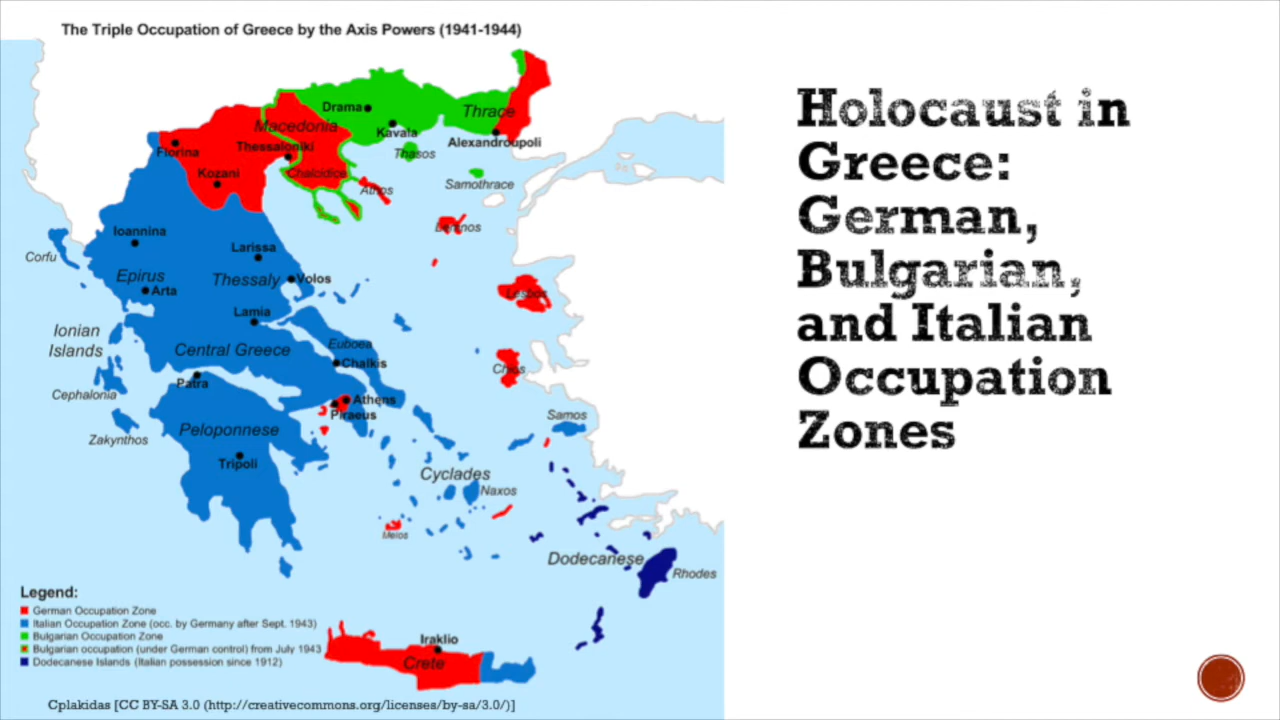 The Triple Occupation of Greece by the Axis Powers (1941-1944)
Holocaust in
Greece:
German,
Bulgarian,
and Italian
Occupation
Zones
Drama
Thrace
Macedonia
Kavala
Alexandroupoli
Florina
Thessaloniki
Thasos
Kozani
Chalcidice
Athos
Samothrace
Lemnos
Ioannina
Corfu
Larissa
Epirus
Thessaly
Volos
Arta
Lesbos
Lamia
Ionian
Islands
Central Greece
Euboea
Chalkis
Chios
Patra
Cephalonia
Athens
Piraeus
Samos
Zakynthos
Peloponnese
Tripoli
Cyclades
Naxos
Melos
Dodecanese
Rhodes
Legend:
German Occupation Zone
Italian Occupation Zone (occ. by Germany after Sept. 1943)
Bulgarian Occupation Zone
Bulgarian occupation (under German control) from July 1943
Dodecanese Islands (Italian possession since 1912)
Iraklio
Crete
Cplakidas [CC BY-SA 3.0 (http://creativecommons.org/licenses/by-sa/3.0/)]